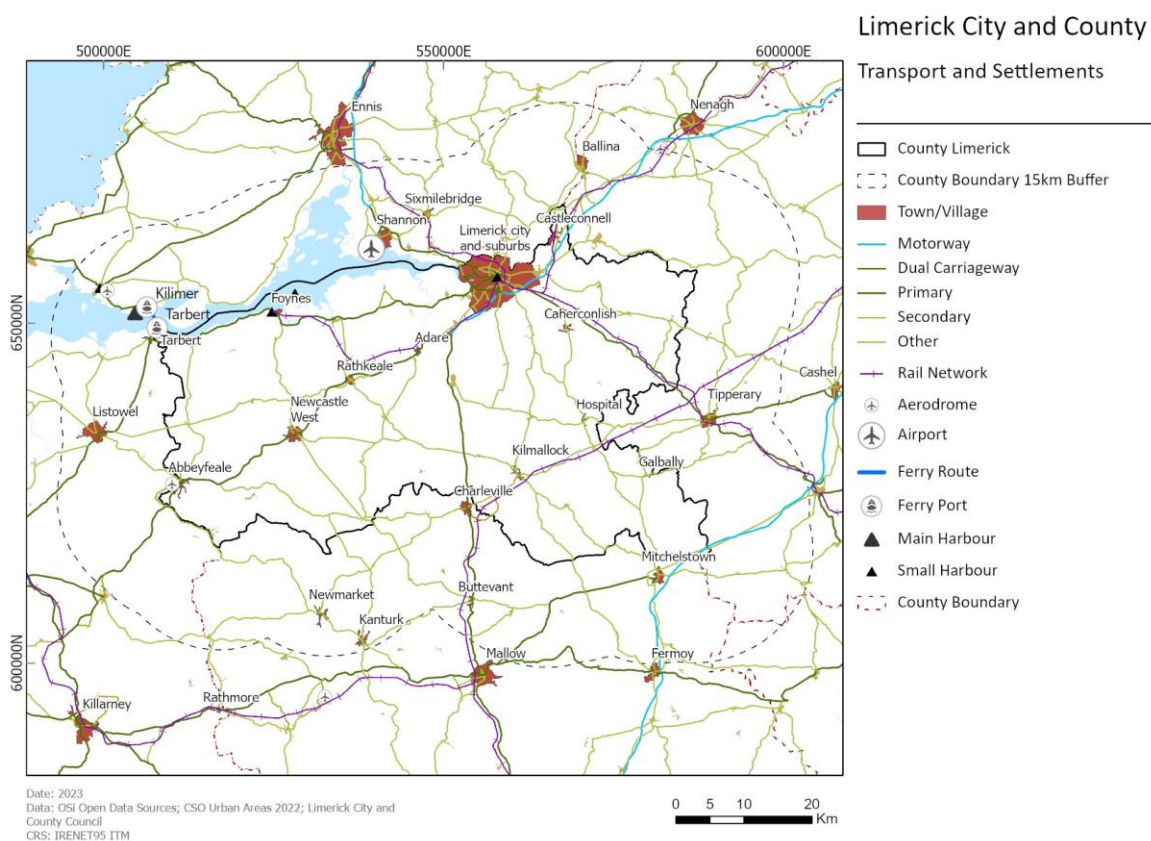 Limerick City and County
Transport and Settlements
500000E
550000E
600000E
650000N
600000N
Ennis
Nenagh
Ballina
Sixmilebridge
Castleconnell
Shannon
Limerick city
and suburbs
Kilimer
Foynes
Tarbert
Tarbert
Caherconlish
Adare
Rathkeale
Cashel
Tipperary
Listowel
Newcastle
West
Hospital
Kilmallock
Galbally
Abbeyfeale
Charleville
Mitchelstown
Buttevant
Newmarket
Kanturk
Mallow
Fermoy
Rathmore
Killarney
County Limerick
County Boundary 15km Buffer
Town/Village
Motorway
Dual Carriageway
Primary
Secondary
Other
Rail Network
Aerodrome
Airport
Ferry Route
Ferry Port
Main Harbour
Small Harbour
County Boundary
Date: 2023
Data: OSi Open Data Sources; CSO Urban Areas 2022; Limerick City and
County Council
CRS: IRENET95 ITM
0 5 10 20
Km